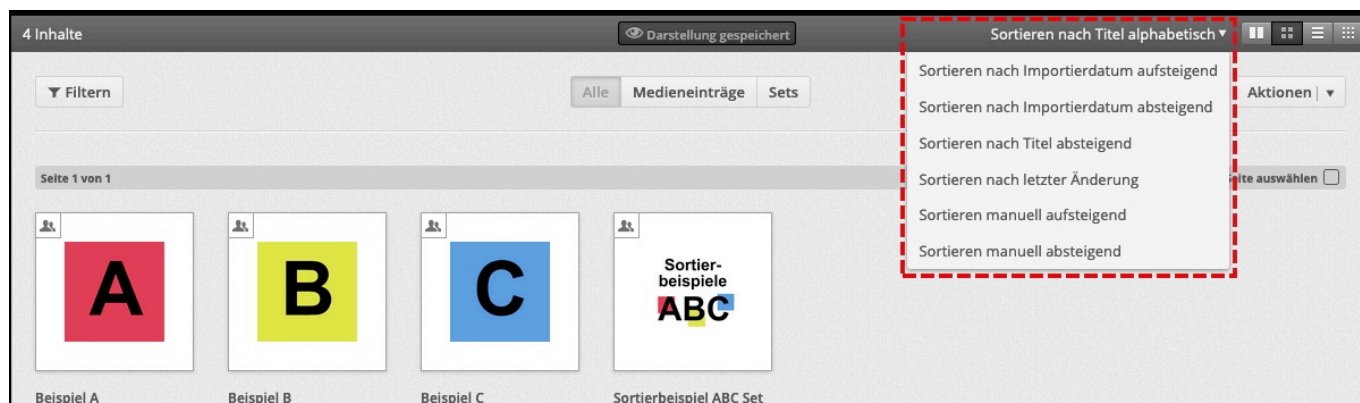 4 Inhalte
Darstellung gespeichert
Sortieren nach Titel alphabetisch
Sortieren nach Importierdatum aufsteigend
Sortieren nach Importierdatum absteigend
Sortieren nach Titel absteigend
Sortieren nach letzter Änderung
Sortieren manuell aufsteigend
Sortieren manuell absteigend
Filtern
Alle Medieneinträge Sets
Aktionen
Seite 1 von 1
Seite auswählen
A
B
C
Sortier-
beispiele
ABC
Beispiel A
Beispiel B
Beispiel C
Sortierbeispiel ABC Set